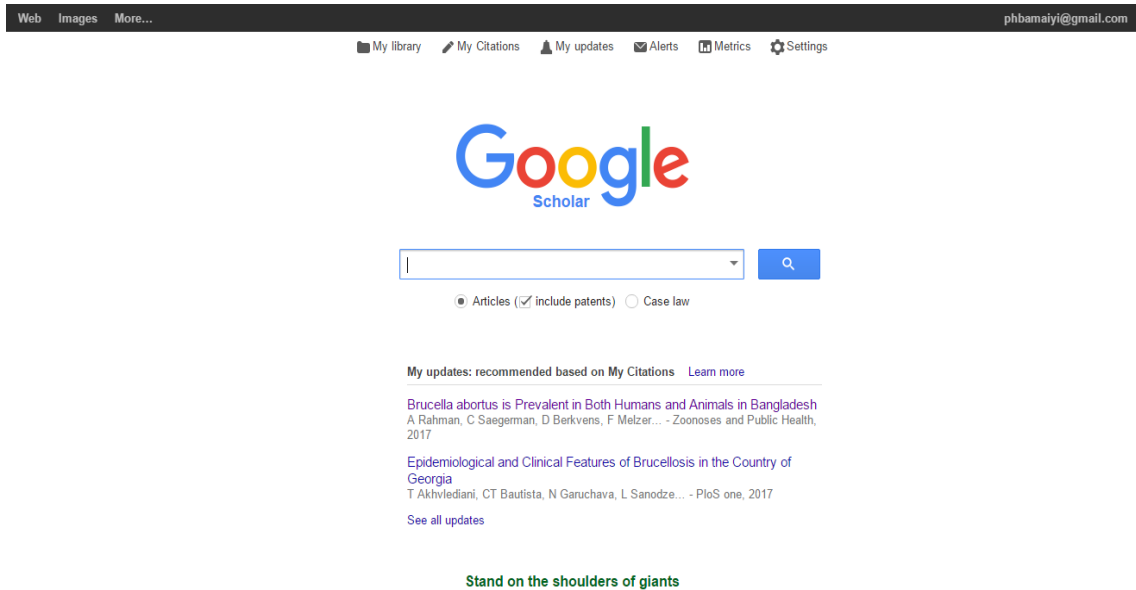 Web Images More... phbamaiyi@gmail.com
My library My Citations My updates Alerts Metrics Settings
Google
Scholar
Articles (include patents) Case law
My updates: recommended based on My Citations Learn more
Brucella abortus is Prevalent in Both Humans and Animals in Bangladesh
A Rahman, C Saegerman, D Berkvens, F Melzer... - Zoonoses and Public Health,
2017
Epidemiological and Clinical Features of Brucellosis in the Country of
Georgia
T Akhvlediani, CT Bautista, N Garuchava, L Sanodze... - PloS one, 2017
See all updates
Stand on the shoulders of giants